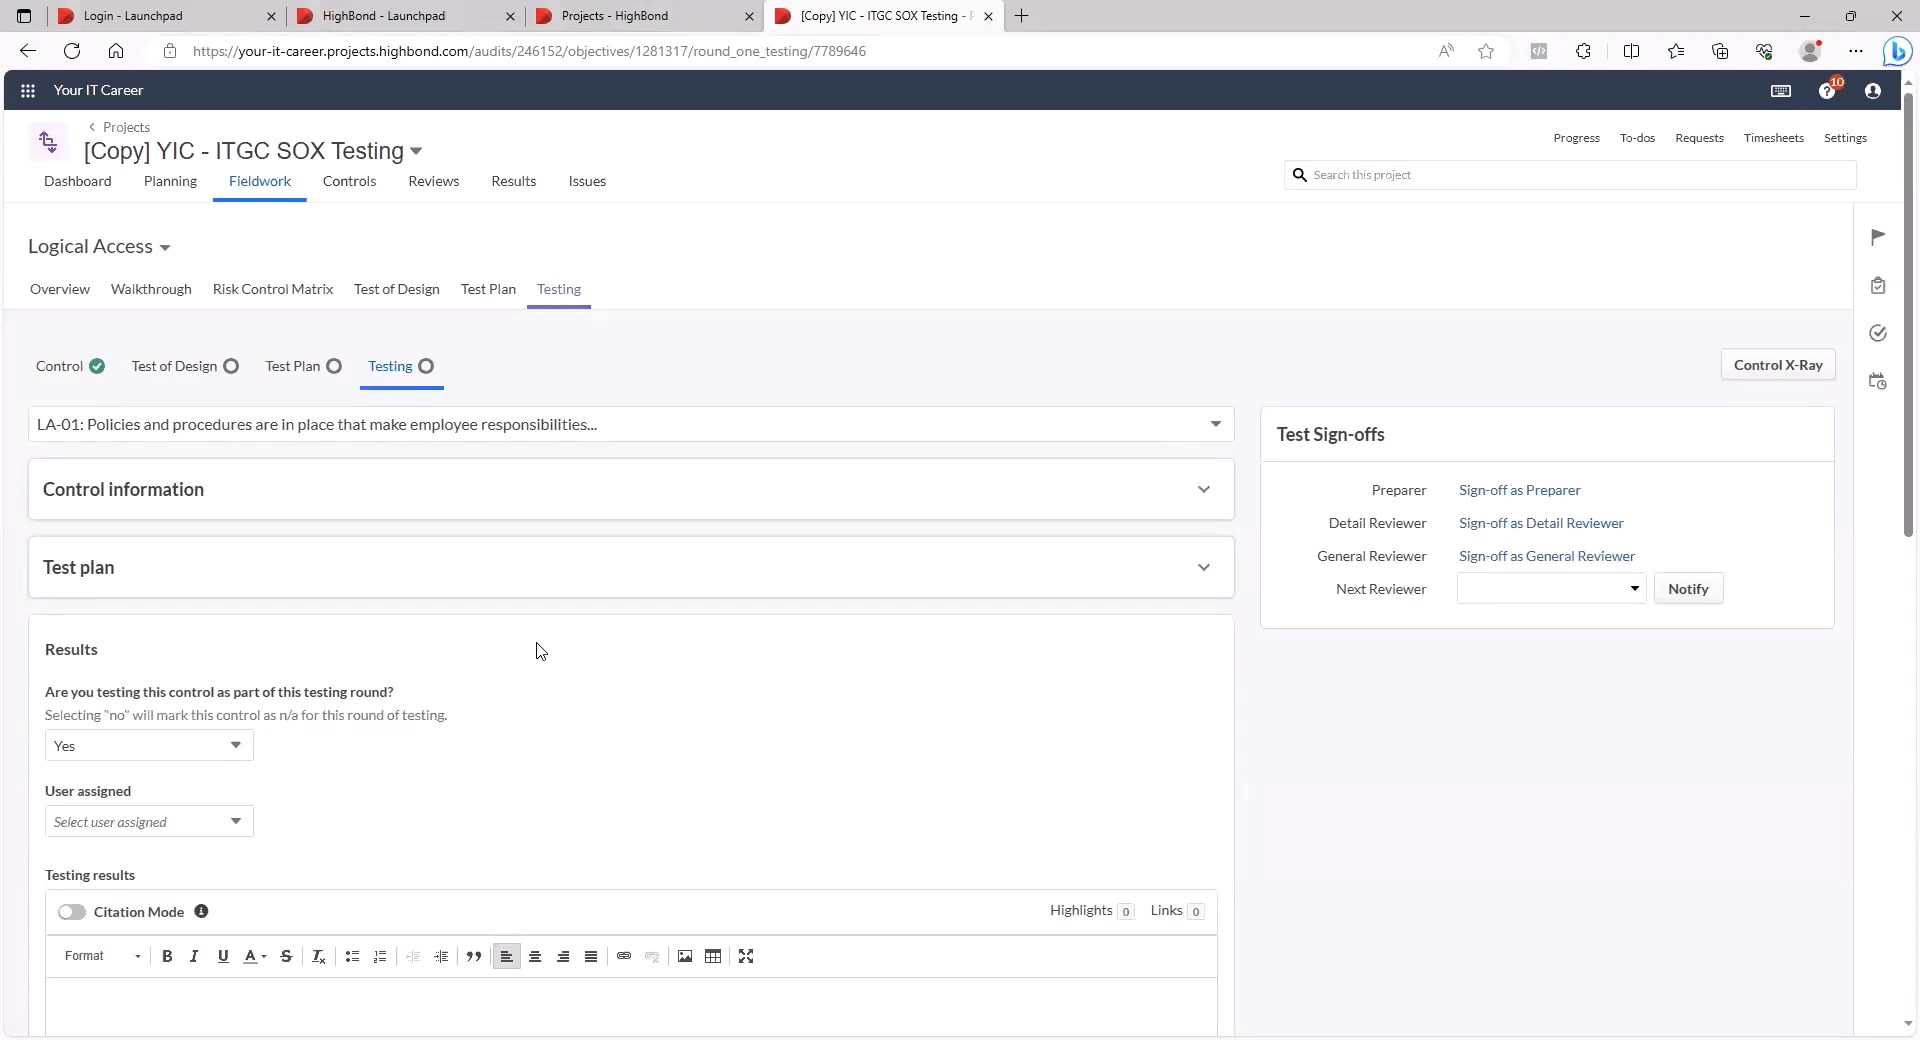 Login - Launchpad
HighBond - Launchpad
Projects - HighBond
[Copy] YIC - ITGC SOX Testing -
https://your-it-career.projects.highbond.com/audits/246152/objectives/1281317/round_one_testing/7789646
Your IT Career
10
Projects
[Copy] YIC - ITGC SOX Testing
Progress To-dos Requests Timesheets Settings
Dashboard Planning Fieldwork Controls Reviews Results Issues
Search this project
Logical Access
Overview Walkthrough Risk Control Matrix Test of Design Test Plan Testing
Control Test of Design Test Plan Testing
Control X-Ray
LA-01: Policies and procedures are in place that make employee responsibilities...
Test Sign-offs
Control information
Preparer Sign-off as Preparer
Detail Reviewer Sign-off as Detail Reviewer
General Reviewer Sign-off as General Reviewer
Next Reviewer Notify
Test plan
Results
Are you testing this control as part of this testing round?
Selecting "no" will mark this control as n/a for this round of testing.
Yes
User assigned
Select user assigned
Testing results
Citation Mode
Highlights 0 Links 0
Format B I U A S